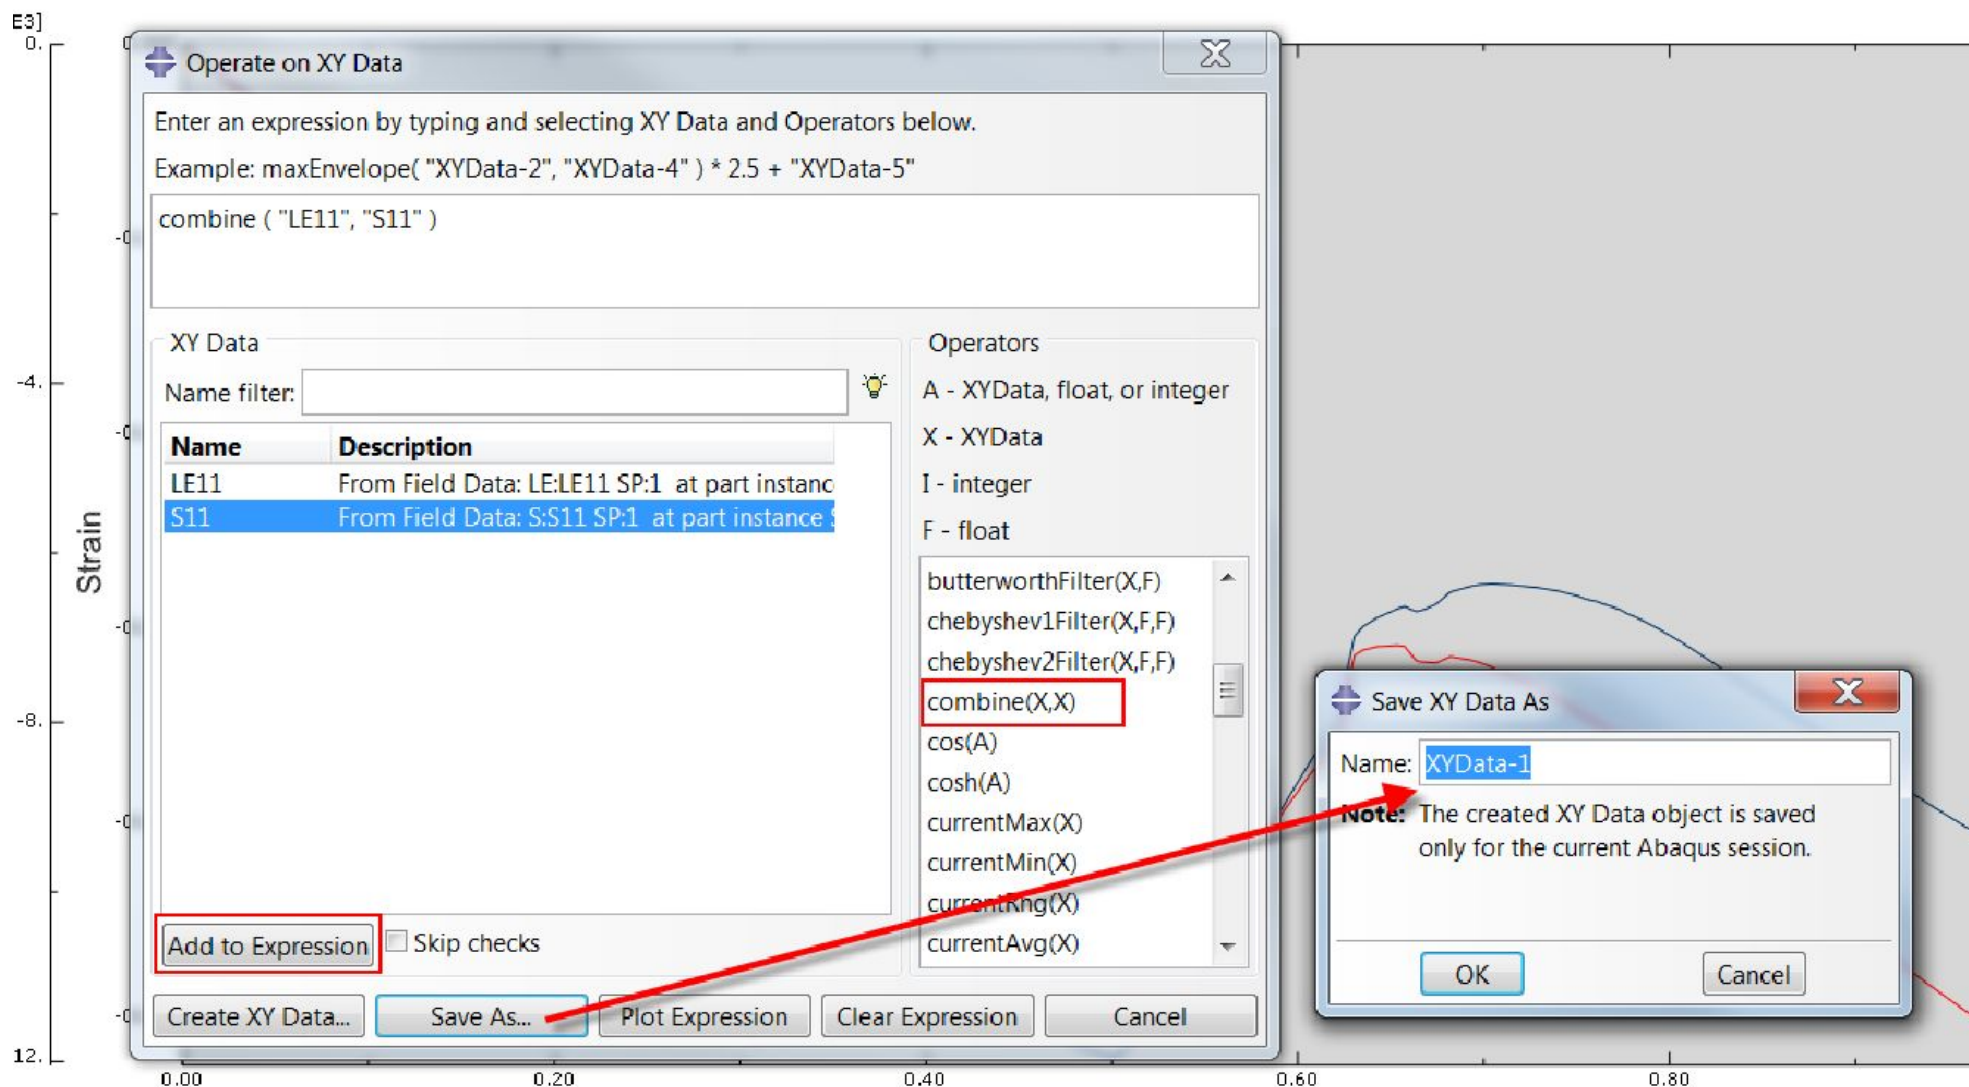 E3]
0.
Operate on XY Data
Enter an expression by typing and selecting XY Data and Operators below.
Example: maxEnvelope( "XYData-2", "XYData-4" ) * 2.5 + "XYData-5"
combine ( "LE11", "S11" )
XY Data
Name filter:
Name Description
LE11 From Field Data: LE:LE11 SP:1 at part instanc
S11 From Field Data: S:S11 SP:1 at part instance
Add to Expression
Skip checks
Operators
A - XYData, float, or integer
X - XYData
I - integer
F - float
butterworthFilter(X,F)
chebyshev1Filter(X,F,F)
chebyshev2Filter(X,F,F)
combine(X,X)
cos(A)
cosh(A)
currentMax(X)
currentMin(X)
currentRng(X)
currentAvg(X)
Create XY Data...
Save As...
Plot Expression
Clear Expression
Cancel
Save XY Data As
Name: XYData-1
Note: The created XY Data object is saved
only for the current Abaqus session.
OK
Cancel
-4.
Strain
-8.
12.
0.00 0.20 0.40 0.60 0.80